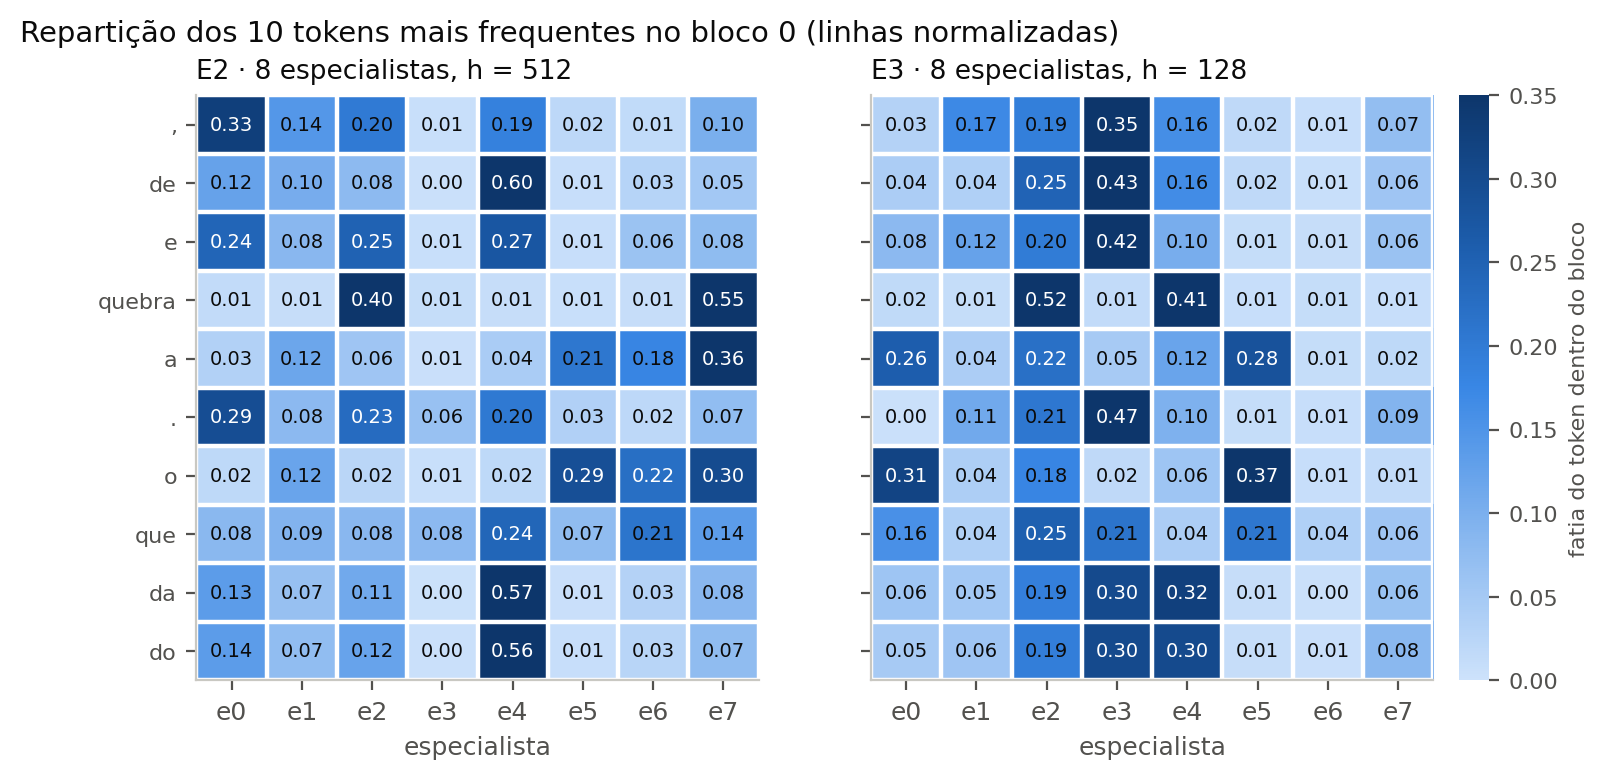 Repartição dos 10 tokens mais frequentes no bloco 0 (linhas normalizadas)
E2 · 8 especialistas, h = 512
E3 · 8 especialistas, h = 128
, 0.33 0.14 0.20 0.01 0.19 0.02 0.01 0.10 0.03 0.17 0.19 0.35 0.16 0.02 0.01 0.07
de 0.12 0.10 0.08 0.00 0.60 0.01 0.03 0.05 0.04 0.04 0.25 0.43 0.16 0.02 0.01 0.06
e 0.24 0.08 0.25 0.01 0.27 0.01 0.06 0.08 0.08 0.12 0.20 0.42 0.10 0.01 0.01 0.06
quebra 0.01 0.01 0.40 0.01 0.01 0.01 0.01 0.55 0.02 0.01 0.52 0.01 0.41 0.01 0.01 0.01
a 0.03 0.12 0.06 0.01 0.04 0.21 0.18 0.36 0.26 0.04 0.22 0.05 0.12 0.28 0.01 0.02
. 0.29 0.08 0.23 0.06 0.20 0.03 0.02 0.07 0.00 0.11 0.21 0.47 0.10 0.01 0.01 0.09
o 0.02 0.12 0.02 0.01 0.02 0.29 0.22 0.30 0.31 0.04 0.18 0.02 0.06 0.37 0.01 0.01
que 0.08 0.09 0.08 0.08 0.24 0.07 0.21 0.14 0.16 0.04 0.25 0.21 0.04 0.21 0.04 0.06
da 0.13 0.07 0.11 0.00 0.57 0.01 0.03 0.08 0.06 0.05 0.19 0.30 0.32 0.01 0.00 0.06
do 0.14 0.07 0.12 0.00 0.56 0.01 0.03 0.07 0.05 0.06 0.19 0.30 0.30 0.01 0.01 0.08
e0 e1 e2 e3 e4 e5 e6 e7
e0 e1 e2 e3 e4 e5 e6 e7
especialista
especialista
0.35
0.30
0.25
0.20
0.15
0.10
0.05
0.00
fatia do token dentro do bloco